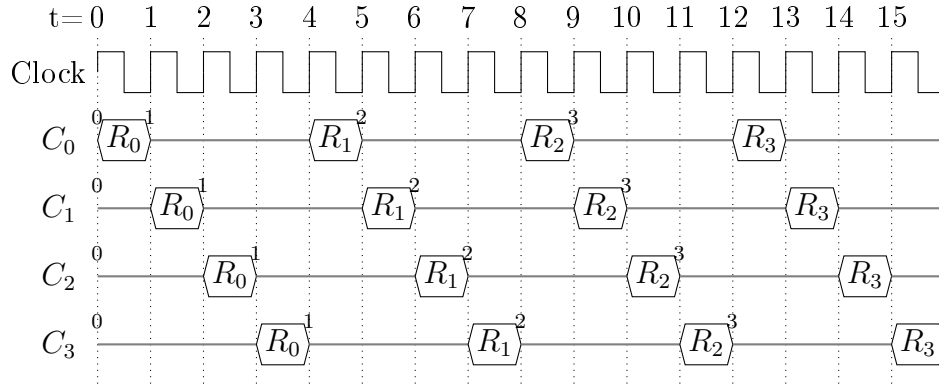 t= 0 1 2 3 4 5 6 7 8 9 10 11 12 13 14 15
Clock
0 1 2 3
C₀ R₀ R₁ R₂ R₃
0 1 2 3
C₁ R₀ R₁ R₂ R₃
0 1 2 3
C₂ R₀ R₁ R₂ R₃
0 1 2 3
C₃ R₀ R₁ R₂ R₃